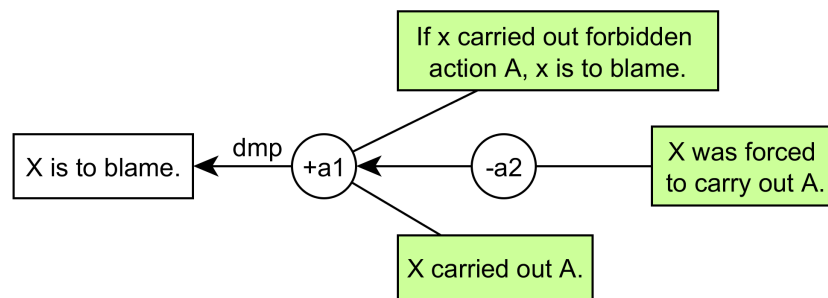 If x carried out forbidden
action A, x is to blame.
dmp
X is to blame.
+a1
-a2
X was forced
to carry out A.
X carried out A.